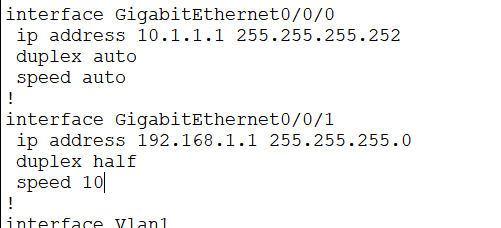 interface GigabitEthernet0/0/0
ip address 10.1.1.1 255.255.255.252
duplex auto
speed auto
!
interface GigabitEthernet0/0/1
ip address 192.168.1.1 255.255.255.0
duplex half
speed 10
!
interface Vlan1